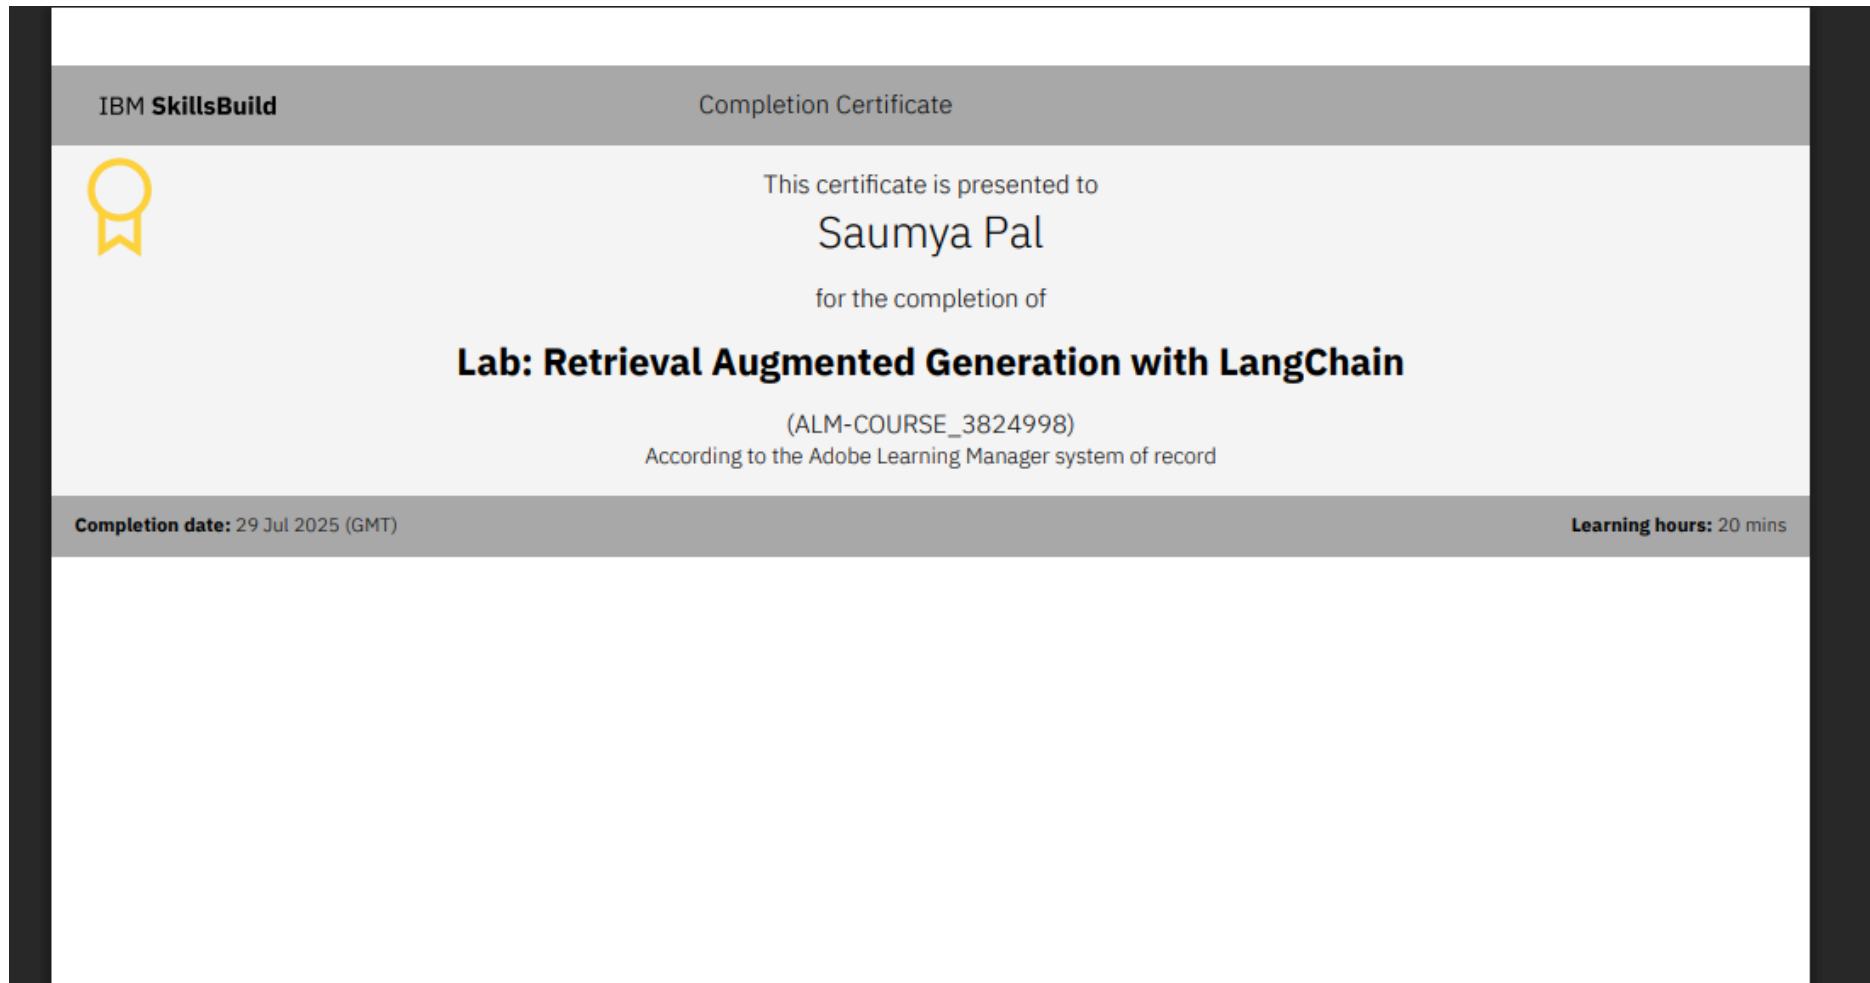 IBM SkillsBuild
Completion Certificate
This certificate is presented to
Saumya Pal
for the completion of
Lab: Retrieval Augmented Generation with LangChain
(ALM-COURSE_3824998)
According to the Adobe Learning Manager system of record
Completion date: 29 Jul 2025 (GMT)
Learning hours: 20 mins